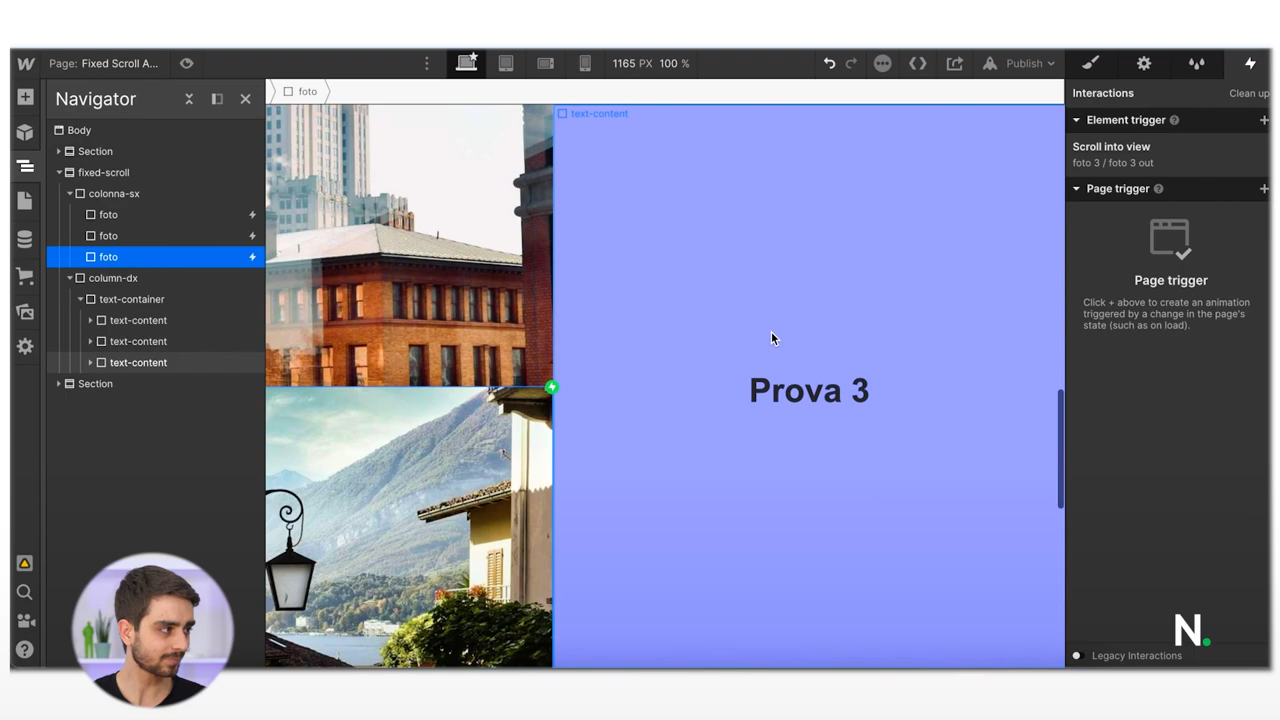 Page: Fixed Scroll A...
1165 PX 100 %
Publish
Navigator
foto
Interactions
Clean up
Body
text-content
Element trigger
Section
Scroll into view
foto 3 / foto 3 out
fixed-scroll
Page trigger
colonna-sx
foto
foto
foto
column-dx
text-container
text-content
text-content
text-content
Section
Page trigger
Click + above to create an animation
triggered by a change in the page's
state (such as on load).
Prova 3
N.
Legacy Interactions